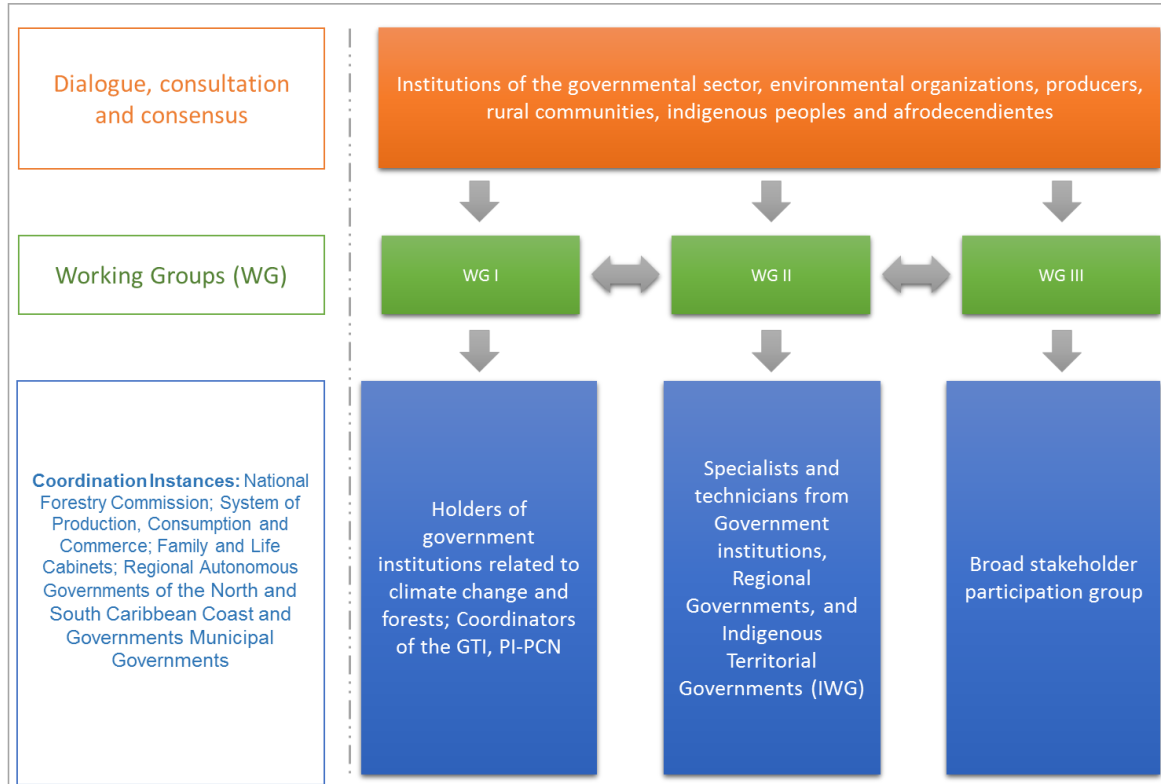 Dialogue, consultation
and consensus
Institutions of the governmental sector, environmental organizations, producers,
rural communities, indigenous peoples and afrodecendientes
Working Groups (WG)
WG I
WG II
WG III
Coordination Instances: National
Forestry Commission; System of
Production, Consumption and
Commerce; Family and Life
Cabinets; Regional Autonomous
Governments of the North and
South Caribbean Coast and
Governments Municipal
Governments
Holders of
government
institutions related to
climate change and
forests; Coordinators
of the GTI, PI-PCN
Specialists and
technicians from
Government
institutions,
Regional
Governments, and
Indigenous
Territorial
Governments (IWG)
Broad stakeholder
participation group